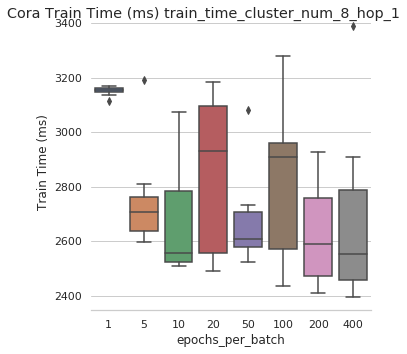 Cora Train Time (ms) train_time_cluster_num_8_hop_1
3400
3200
3000
2800
2600
2400
Train Time (ms)
1 5 10 20 50 100 200 400
epochs_per_batch